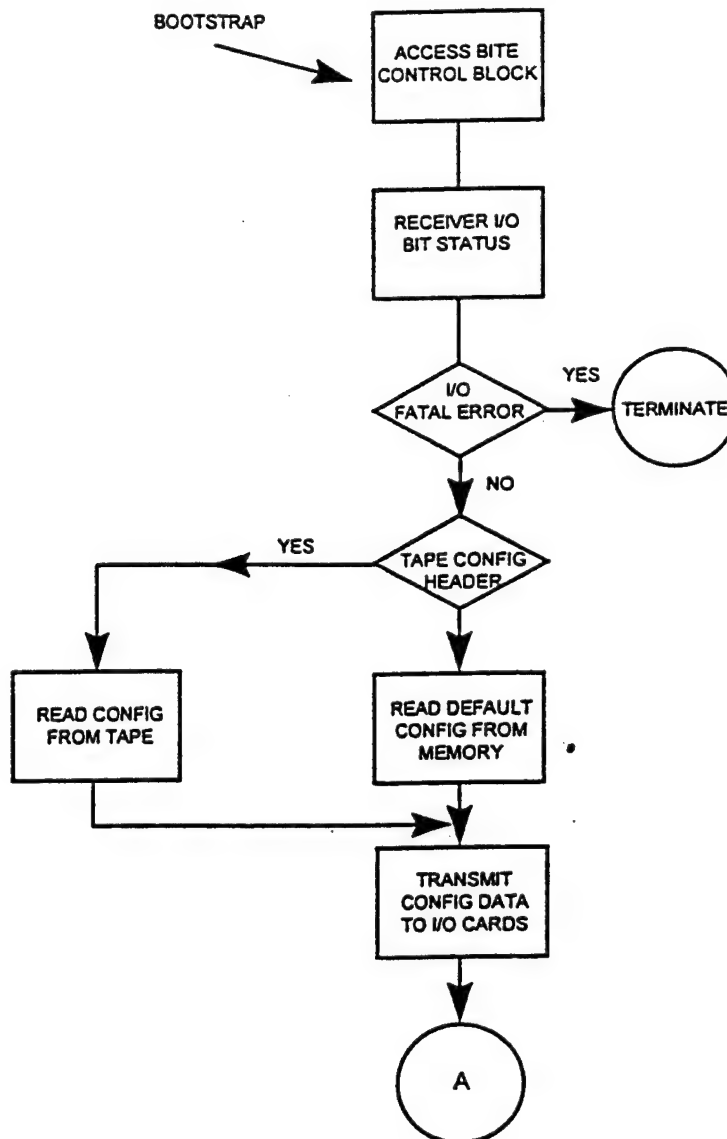 BOOTSTRAP
ACCESS BITE
CONTROL BLOCK
RECEIVER I/O
BIT STATUS
I/O
FATAL ERROR
YES
TERMINATE
NO
YES
TAPE CONFIG
HEADER
READ CONFIG
FROM TAPE
READ DEFAULT
CONFIG FROM
MEMORY
TRANSMIT
CONFIG DATA
TO I/O CARDS
A